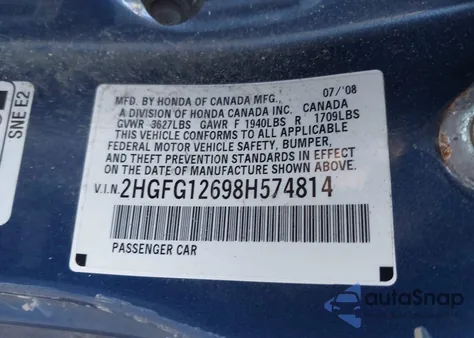 SNE E2
MFD. BY HONDA OF CANADA MFG., 07/'08
A DIVISION OF HONDA CANADA INC. CANADA
GVWR 3627LBS GAWR F 1940LBS R 1709LBS
THIS VEHICLE CONFORMS TO ALL APPLICABLE
FEDERAL MOTOR VEHICLE SAFETY, BUMPER,
AND THEFT PREVENTION STANDARDS IN EFFECT
ON THE DATE OF MANUFACTURE SHOWN ABOVE.
V.I.N. 2HGFG12698H574814
PASSENGER CAR
autoSnap